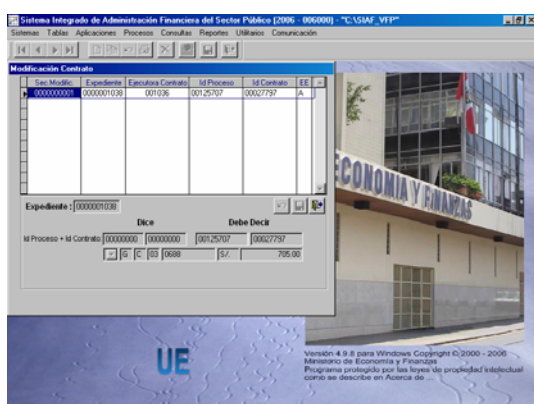 Sistema Integrado de Administración Financiera del Sector Público (2006 - 006000) - "C:\SIAF_VFP"
Sistemas Tablas Aplicaciones Procesos Consultas Reportes Utilitarios Comunicación
Modificación Contrato
Sec.Modific. Expediente Ejecutora Contrato Id Proceso Id Contrato EE
0000000001 0000001038 001036 00125707 00027797 A
Expediente : 0000001038
Dice Debe Decir
Id Proceso + Id Contrato 00000000 00000000 00125707 00027797
G C 03 0688 S/. 705.00
ECONOMIA Y FINANZAS
UE
Versión 4.9.8 para Windows Copyright © 2000 - 2006
Ministerio de Economía y Finanzas
Programa protegido por las leyes de propiedad intelectual
como se describe en Acerca de ...